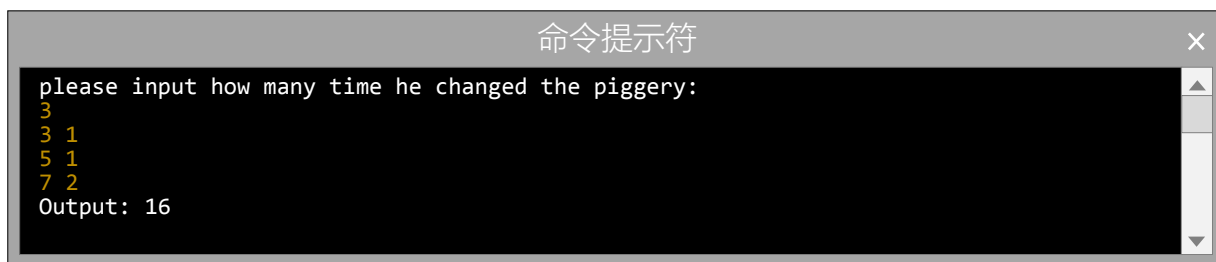 命令提示符
please input how many time he changed the piggery:
3
3 1
5 1
7 2
Output: 16